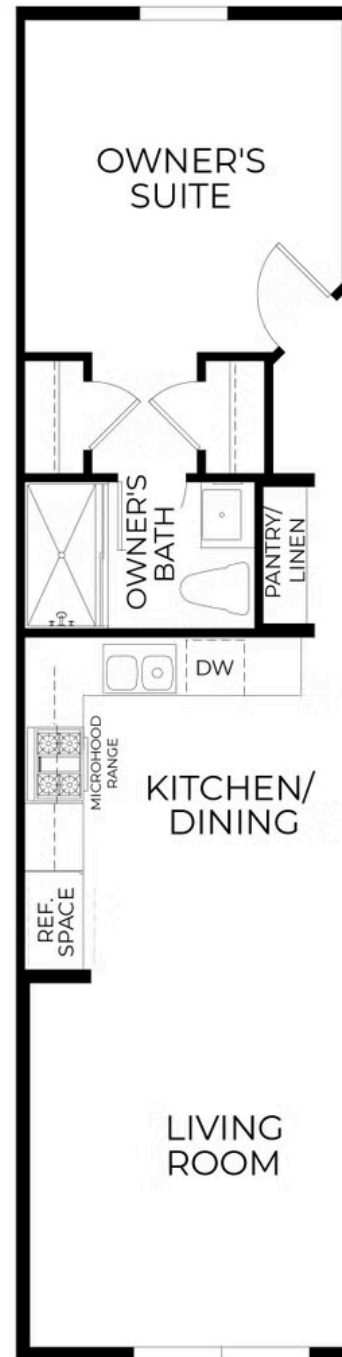 OWNER'S
SUITE
OWNER'S
BATH
PANTRY/
LINEN
DW
MICROHOOD
RANGE
KITCHEN/
DINING
REF.
SPACE
LIVING
ROOM